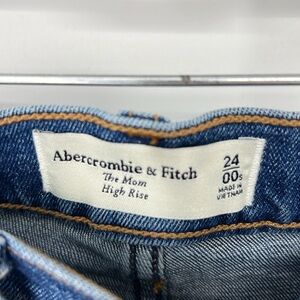 Abercrombie & Fitch
The Mom
High Rise
24
00S
MADE IN
VIETNAM